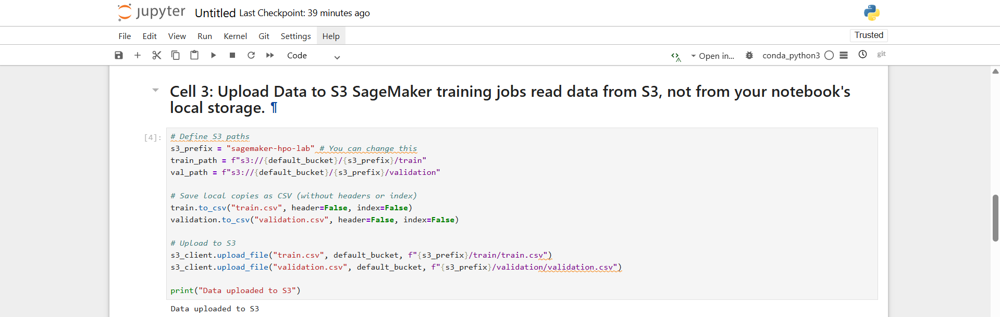 jupyter Untitled Last Checkpoint: 39 minutes ago
File Edit View Run Kernel Git Settings Help Trusted
Code Open in... conda_python3 git
Cell 3: Upload Data to S3 SageMaker training jobs read data from S3, not from your notebook's
local storage. ¶
[4]: # Define S3 paths
s3_prefix = "sagemaker-hpo-lab" # You can change this
train_path = f"s3://{default_bucket}/{s3_prefix}/train"
val_path = f"s3://{default_bucket}/{s3_prefix}/validation"
# Save local copies as CSV (without headers or index)
train.to_csv("train.csv", header=False, index=False)
validation.to_csv("validation.csv", header=False, index=False)
# Upload to S3
s3_client.upload_file("train.csv", default_bucket, f"{s3_prefix}/train/train.csv")
s3_client.upload_file("validation.csv", default_bucket, f"{s3_prefix}/validation/validation.csv")
print("Data uploaded to S3")
Data uploaded to S3